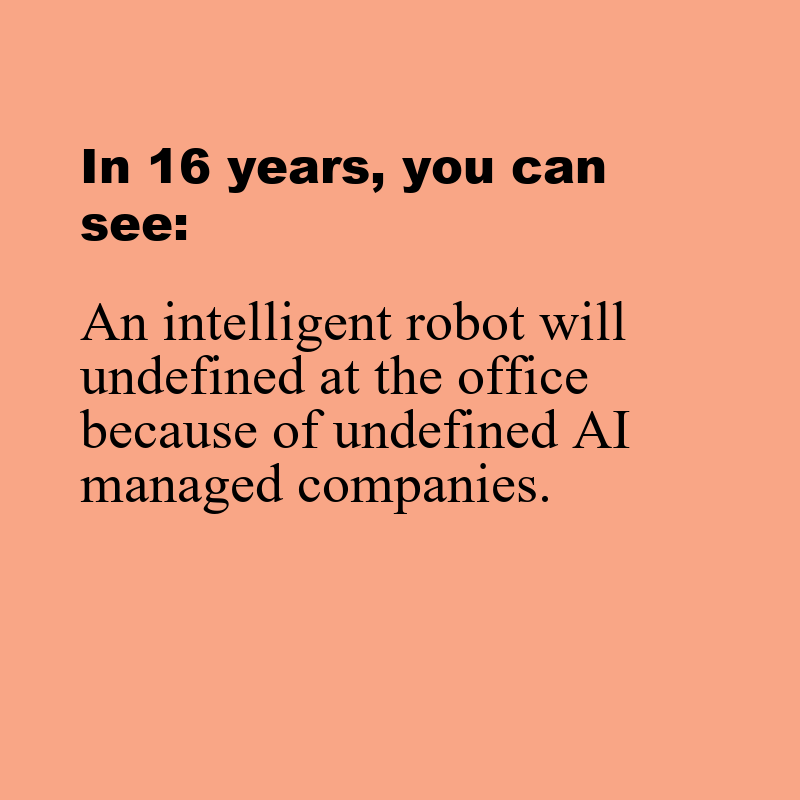 In 16 years, you can
see:
An intelligent robot will
undefined at the office
because of undefined AI
managed companies.